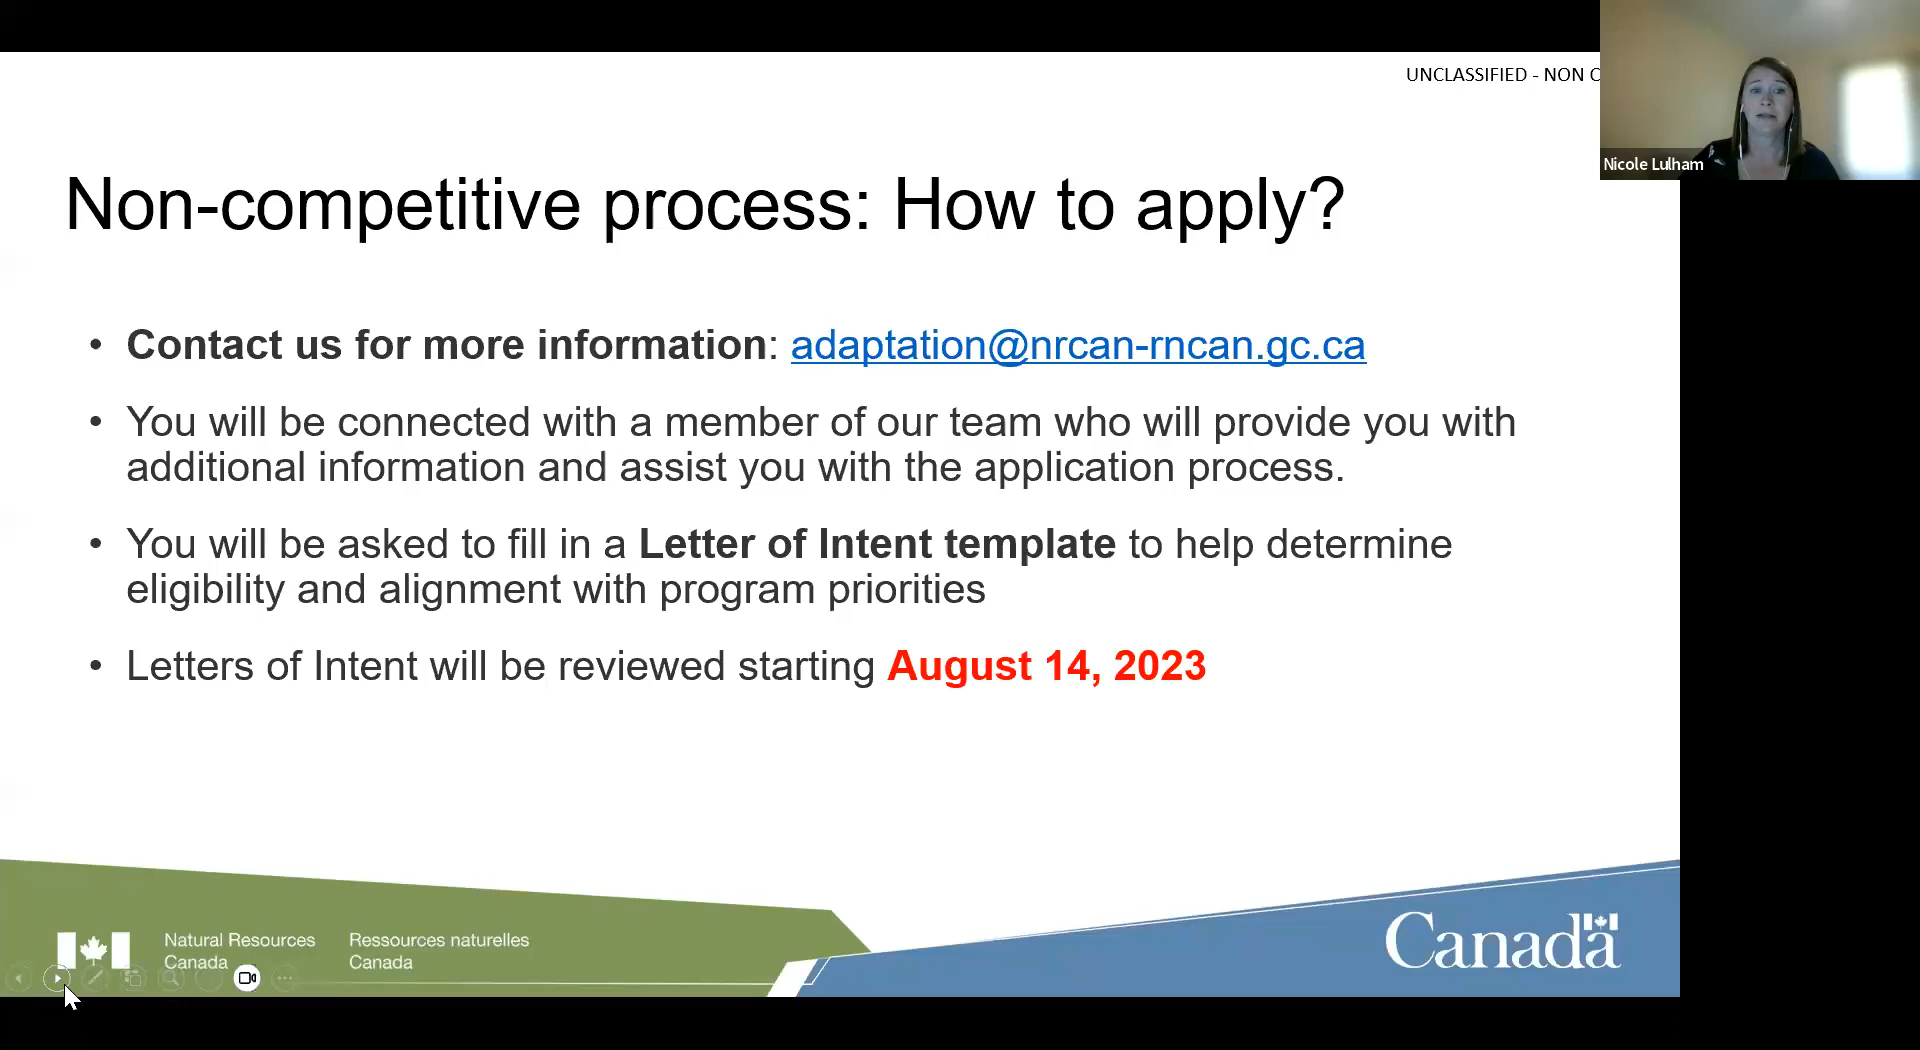 UNCLASSIFIED - NON C
Nicole Lulham
Non-competitive process: How to apply?
• Contact us for more information: adaptation@nrcan-rncan.gc.ca
• You will be connected with a member of our team who will provide you with
additional information and assist you with the application process.
• You will be asked to fill in a Letter of Intent template to help determine
eligibility and alignment with program priorities
• Letters of Intent will be reviewed starting August 14, 2023
Natural Resources
Canada
Ressources naturelles
Canada
Canada